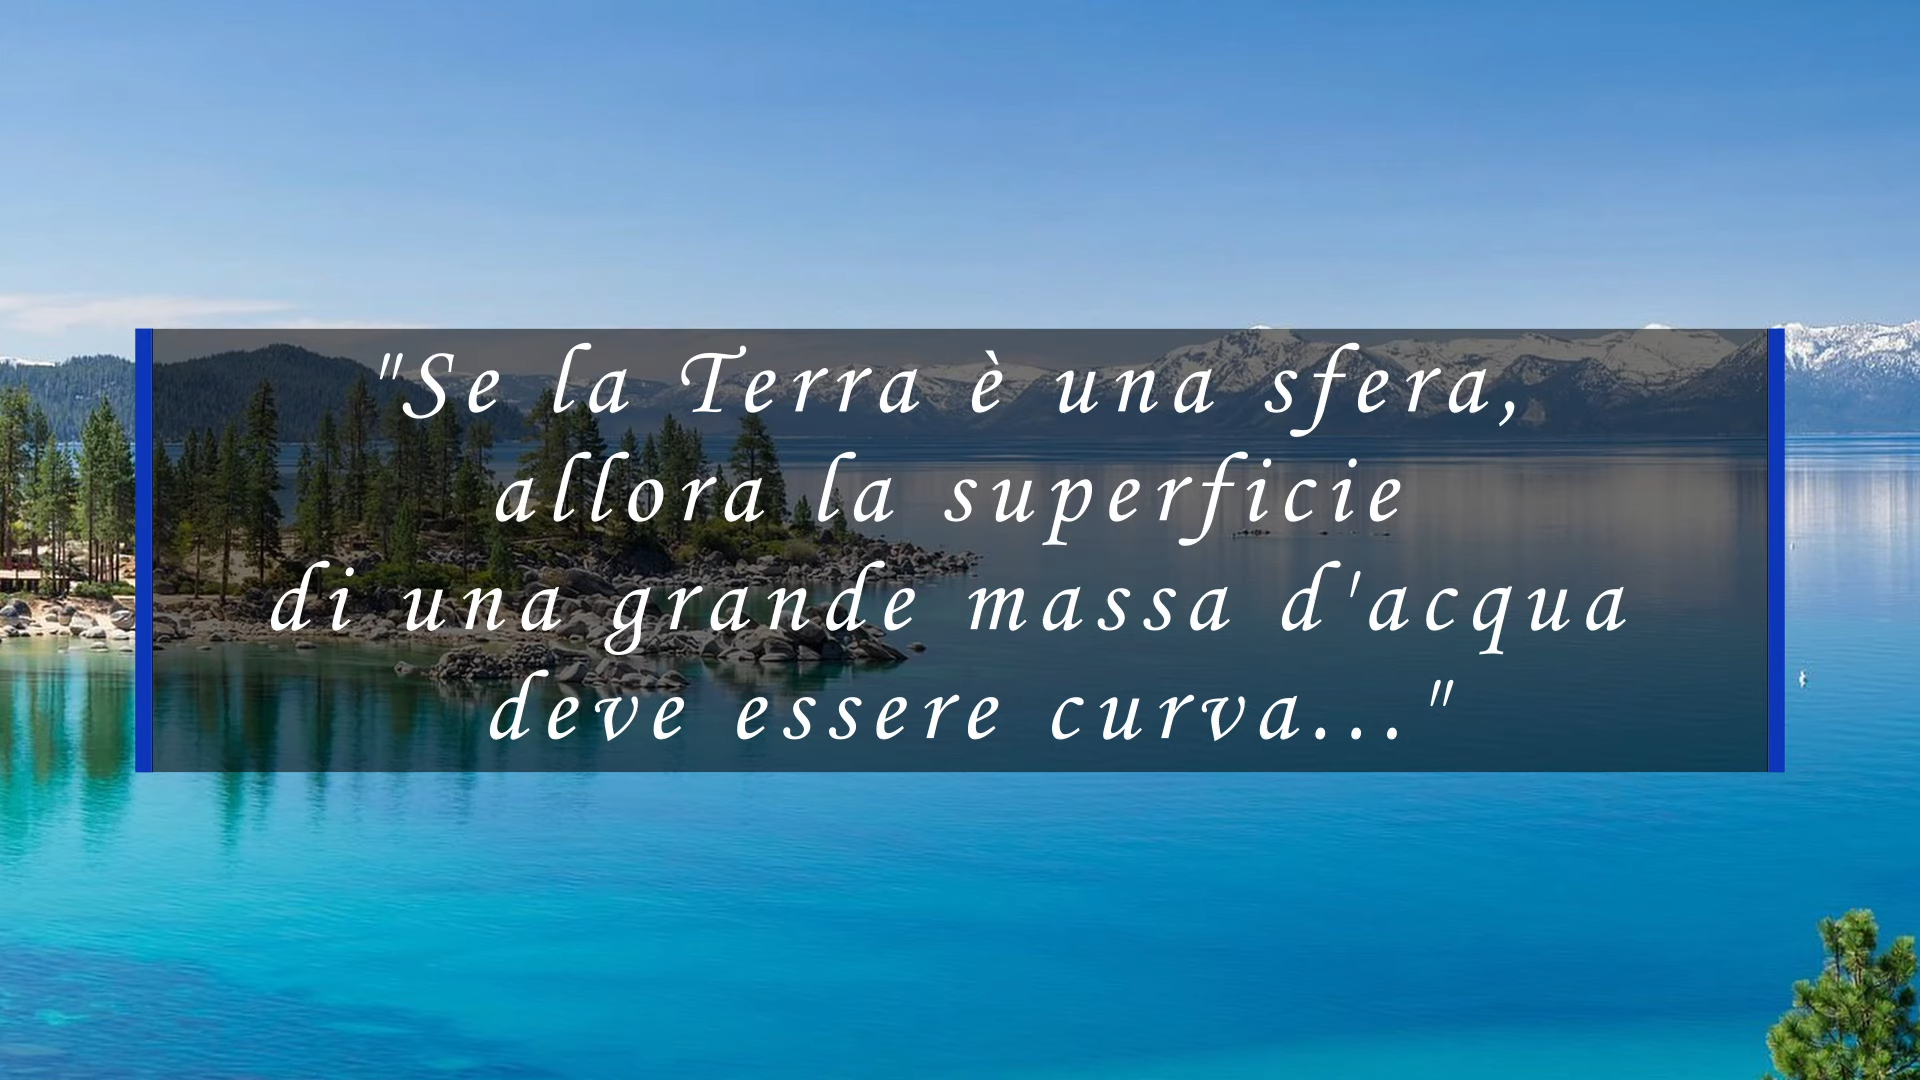 "Se la Terra è una sfera,
allora la superficie
di una grande massa d'acqua
deve essere curva..."